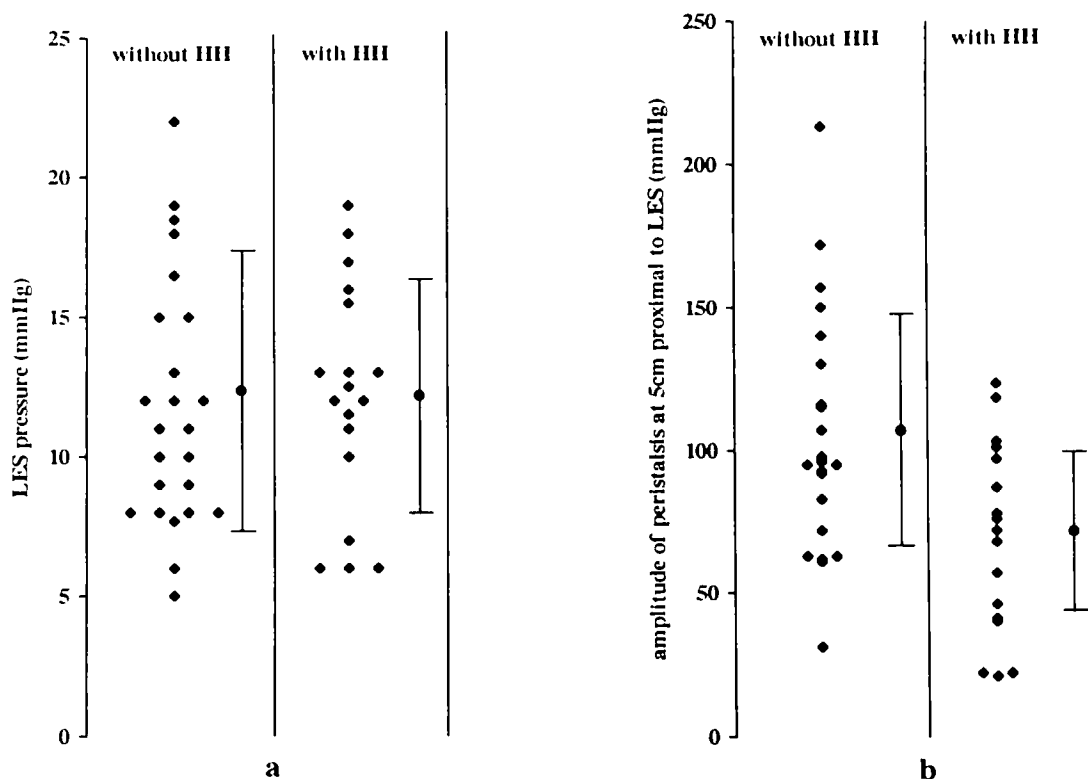 LES pressure (mmHg)
25
20
15
10
5
0
without HH
with HH
a
amplitude of peristalsis at 5cm proximal to LES (mmHg)
250
200
150
100
50
0
without HH
with HH
b